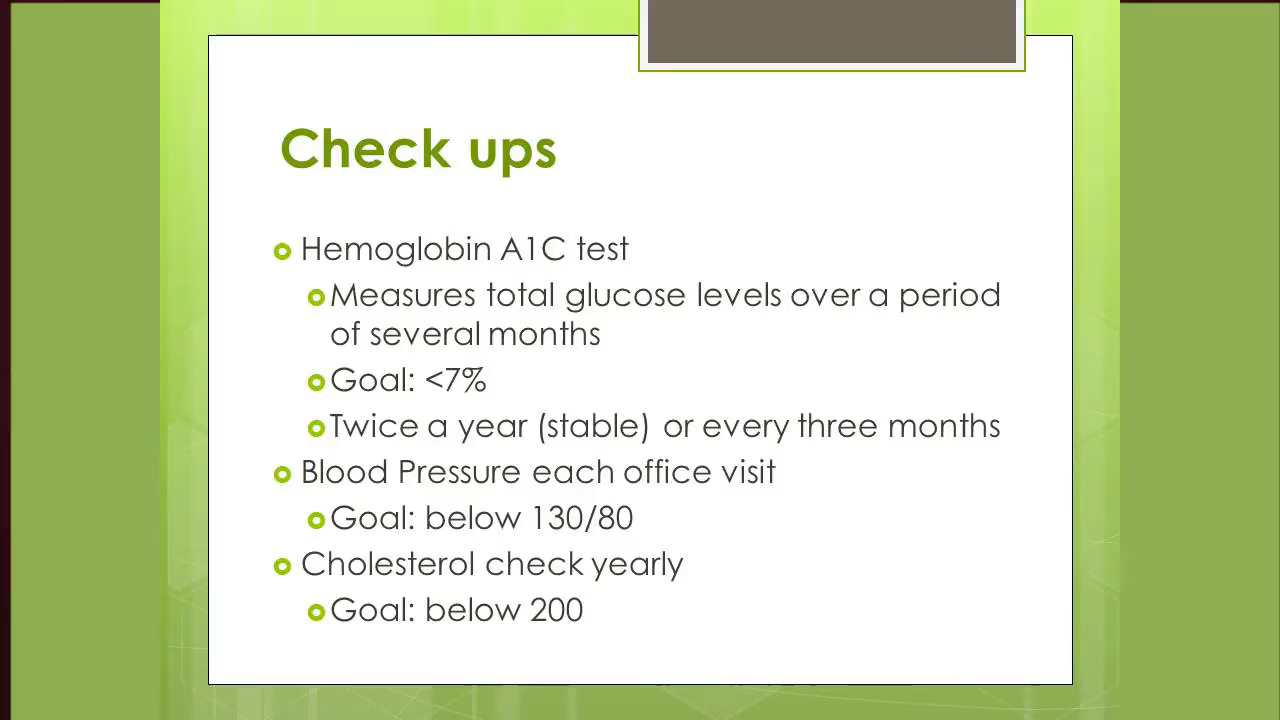 Check ups
Hemoglobin A1C test
Measures total glucose levels over a period
of several months
Goal: <7%
Twice a year (stable) or every three months
Blood Pressure each office visit
Goal: below 130/80
Cholesterol check yearly
Goal: below 200